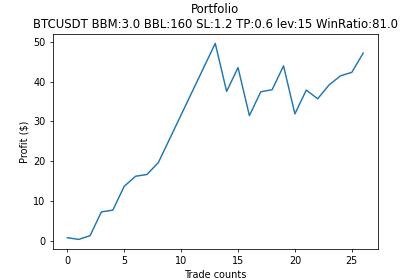 Portfolio
BTCUSDT BBM:3.0 BBL:160 SL:1.2 TP:0.6 lev:15 WinRatio:81.0
50
40
30
20
10
0
Profit ($)
0 5 10 15 20 25
Trade counts